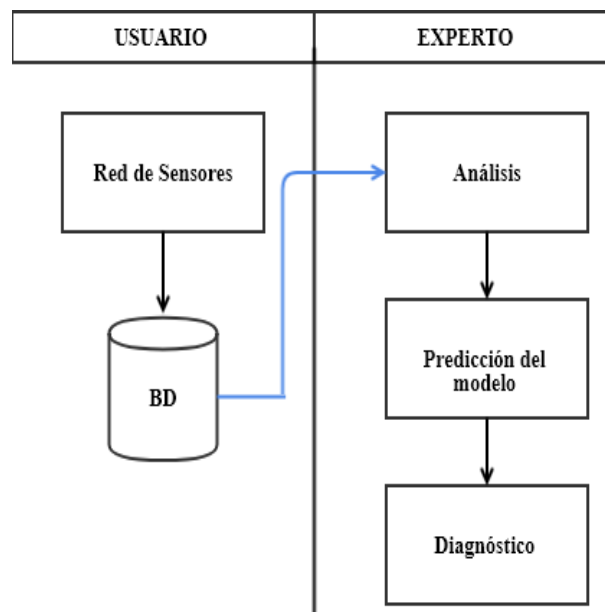 USUARIO
EXPERTO
Red de Sensores
BD
Análisis
Predicción del
modelo
Diagnóstico